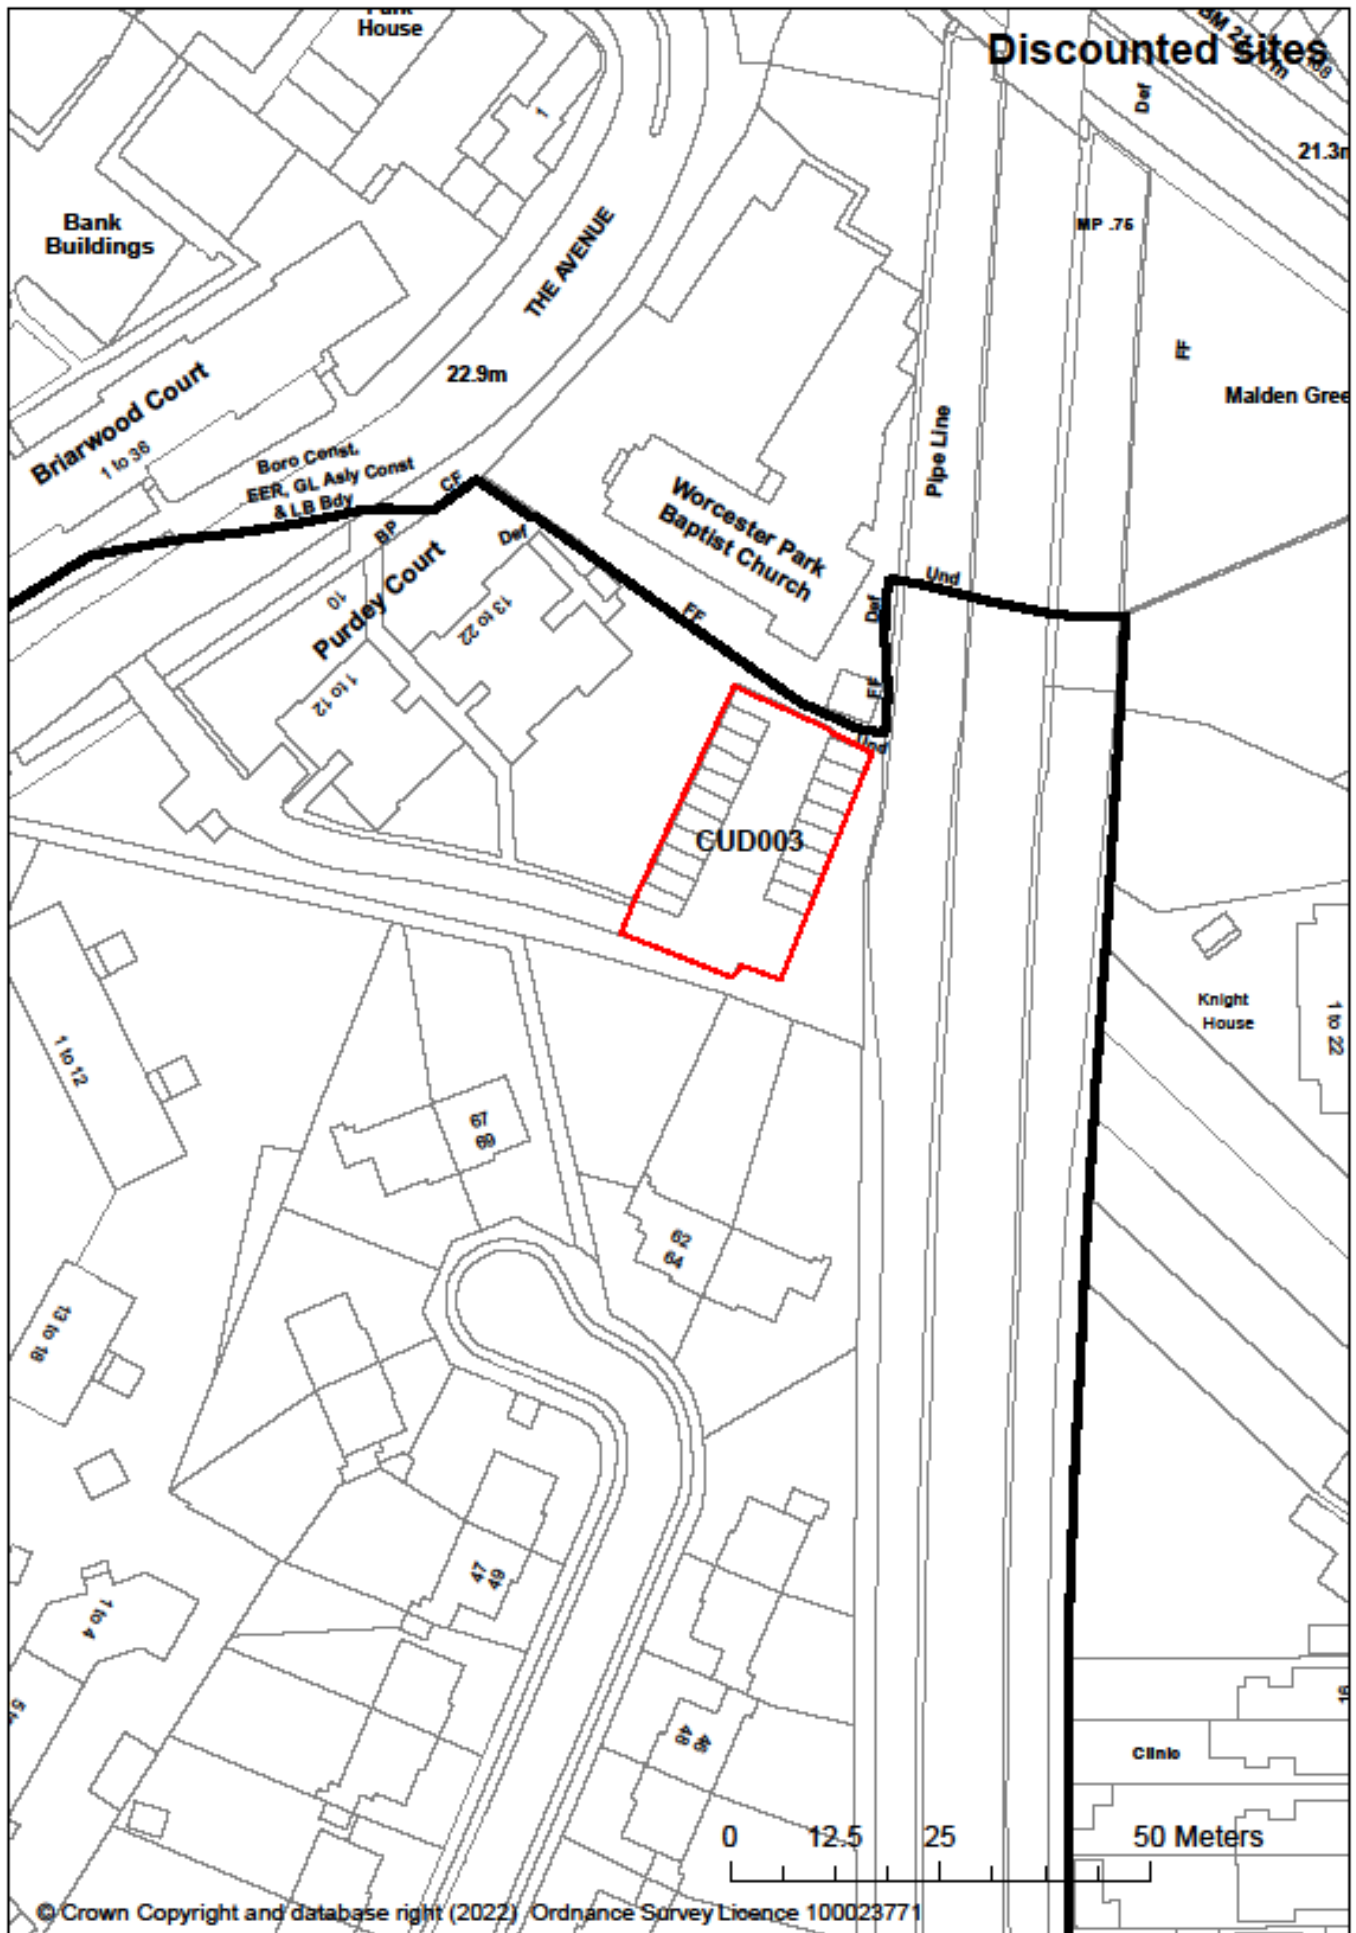 House
Discounted sites
Def
1
21.3m
Bank
Buildings
THE AVENUE
MP .75
FF
22.9m
Malden Gree
Briarwood Court
1 to 36
Pipe Line
Boro Const.
EER, GL Asly Const
& LB Bdy
CF
BP
Def
Worcester Park
Baptist Church
Und
Def
10
Purdey Court
13 to 22
FF
1 to 12
FF
Und
CUD003
Knight
House
1 to 22
1 to 12
67
69
62
64
13 to 18
47
49
1 to 4
46
48
Clinic
16
0 12.5 25 50 Meters
© Crown Copyright and database right (2022) Ordnance Survey Licence 100023771